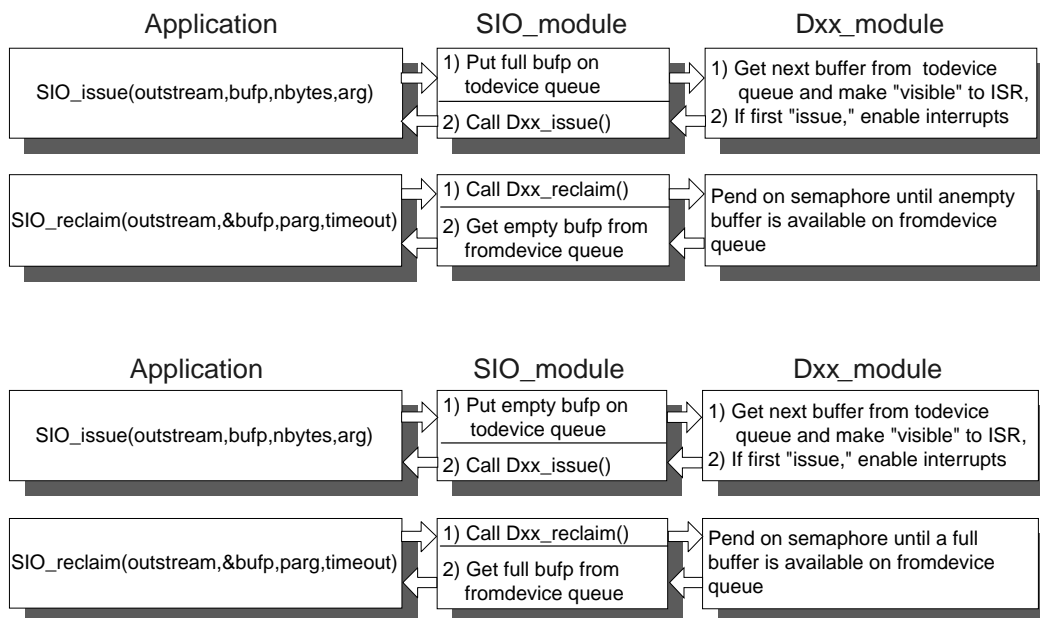 Application
SIO_module
Dxx_module
SIO_issue(outstream,bufp,nbytes,arg)
1) Put full bufp on
todevice queue
2) Call Dxx_issue()
1) Get next buffer from todevice
queue and make "visible" to ISR,
2) If first "issue," enable interrupts
SIO_reclaim(outstream,&bufp,parg,timeout)
1) Call Dxx_reclaim()
2) Get empty bufp from
fromdevice queue
Pend on semaphore until anempty
buffer is available on fromdevice
queue
Application
SIO_module
Dxx_module
SIO_issue(outstream,bufp,nbytes,arg)
1) Put empty bufp on
todevice queue
2) Call Dxx_issue()
1) Get next buffer from todevice
queue and make "visible" to ISR,
2) If first "issue," enable interrupts
SIO_reclaim(outstream,&bufp,parg,timeout)
1) Call Dxx_reclaim()
2) Get full bufp from
fromdevice queue
Pend on semaphore until a full
buffer is available on fromdevice
queue